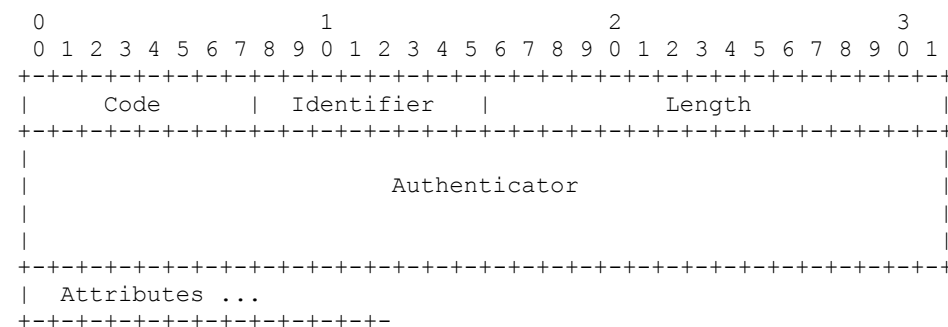 0                   1                   2                   3
 0 1 2 3 4 5 6 7 8 9 0 1 2 3 4 5 6 7 8 9 0 1 2 3 4 5 6 7 8 9 0 1
+-+-+-+-+-+-+-+-+-+-+-+-+-+-+-+-+-+-+-+-+-+-+-+-+-+-+-+-+-+-+-+-+
|     Code      |  Identifier   |            Length             |
+-+-+-+-+-+-+-+-+-+-+-+-+-+-+-+-+-+-+-+-+-+-+-+-+-+-+-+-+-+-+-+-+
|                                                               |
|                         Authenticator                         |
|                                                               |
|                                                               |
+-+-+-+-+-+-+-+-+-+-+-+-+-+-+-+-+-+-+-+-+-+-+-+-+-+-+-+-+-+-+-+-+
|  Attributes ...
+-+-+-+-+-+-+-+-+-+-+-+-+-